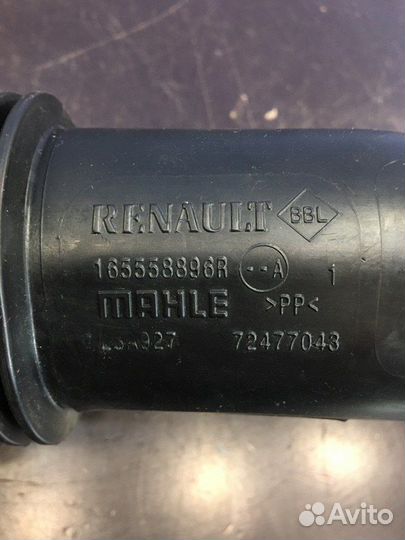 RENAULT BBL
165558896R --A 1
MAHLE >PP<
72477043
Avito